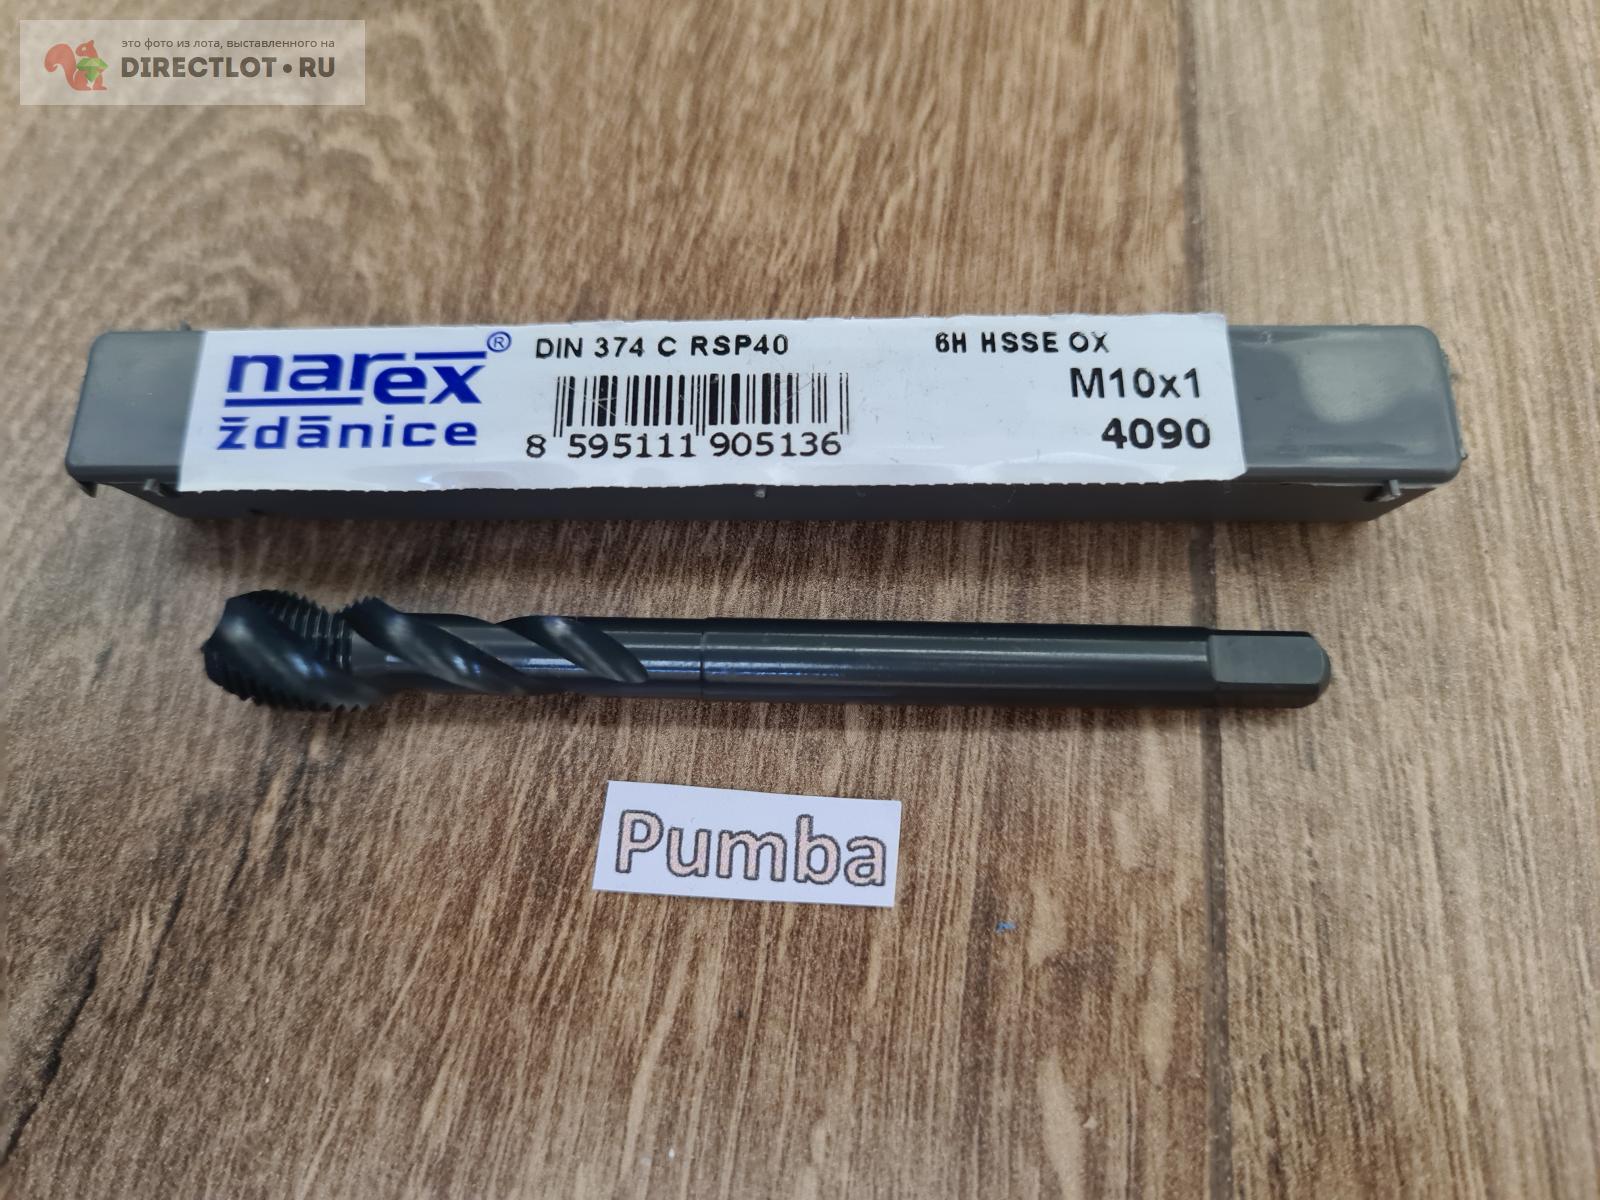 это фото из лота, выставленного на
DIRECTLOT•RU
narex®
ždánice
DIN 374 C RSP40
6H HSSE OX
M10x1
8 595111 905136
4090
Pumba